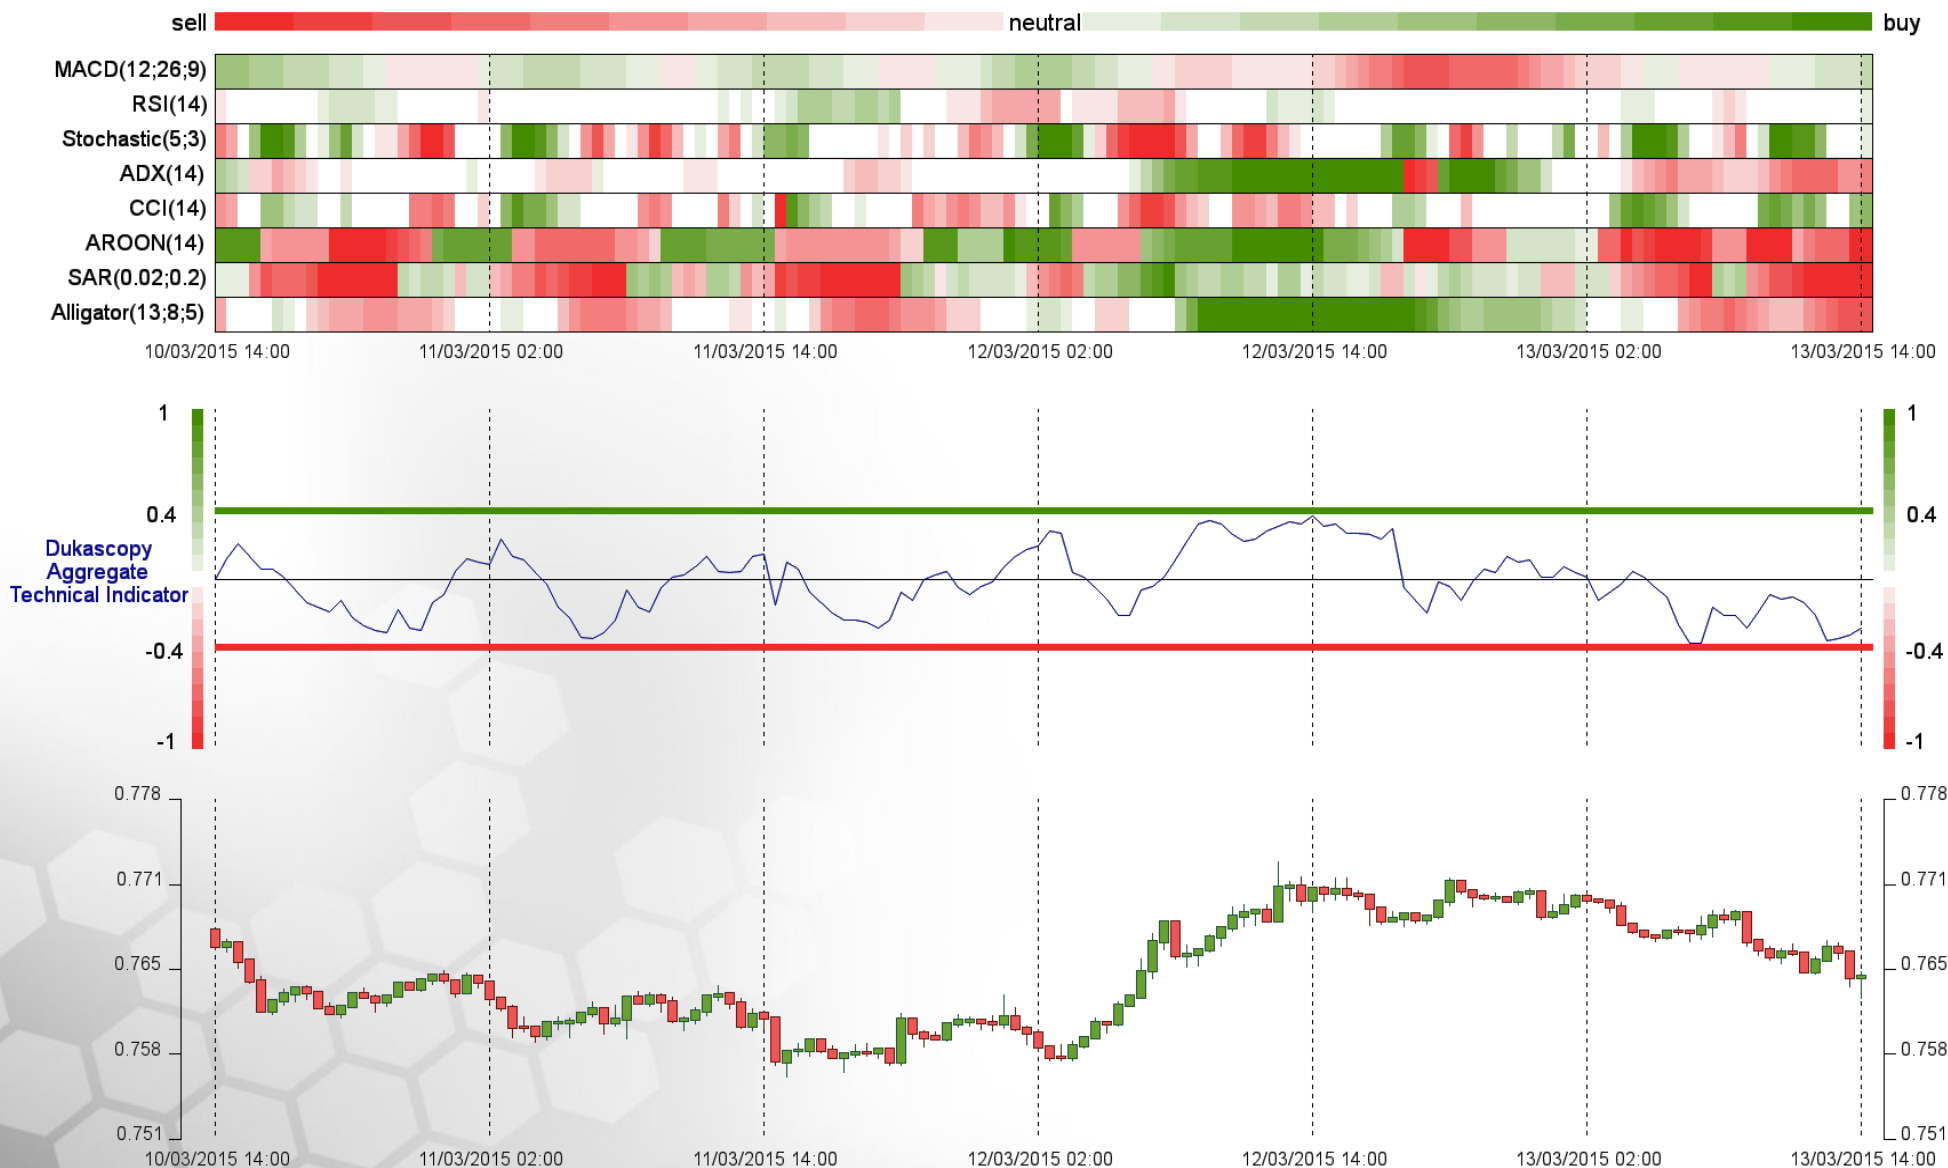 sell neutral buy
MACD(12;26;9)
RSI(14)
Stochastic(5;3)
ADX(14)
CCI(14)
AROON(14)
SAR(0.02;0.2)
Alligator(13;8;5)
10/03/2015 14:00 11/03/2015 02:00 11/03/2015 14:00 12/03/2015 02:00 12/03/2015 14:00 13/03/2015 02:00 13/03/2015 14:00
1 1
0.4 0.4
Dukascopy
Aggregate
Technical Indicator
-0.4 -0.4
-1 -1
0.778 0.778
0.771 0.771
0.765 0.765
0.758 0.758
0.751 0.751
10/03/2015 14:00 11/03/2015 02:00 11/03/2015 14:00 12/03/2015 02:00 12/03/2015 14:00 13/03/2015 02:00 13/03/2015 14:00